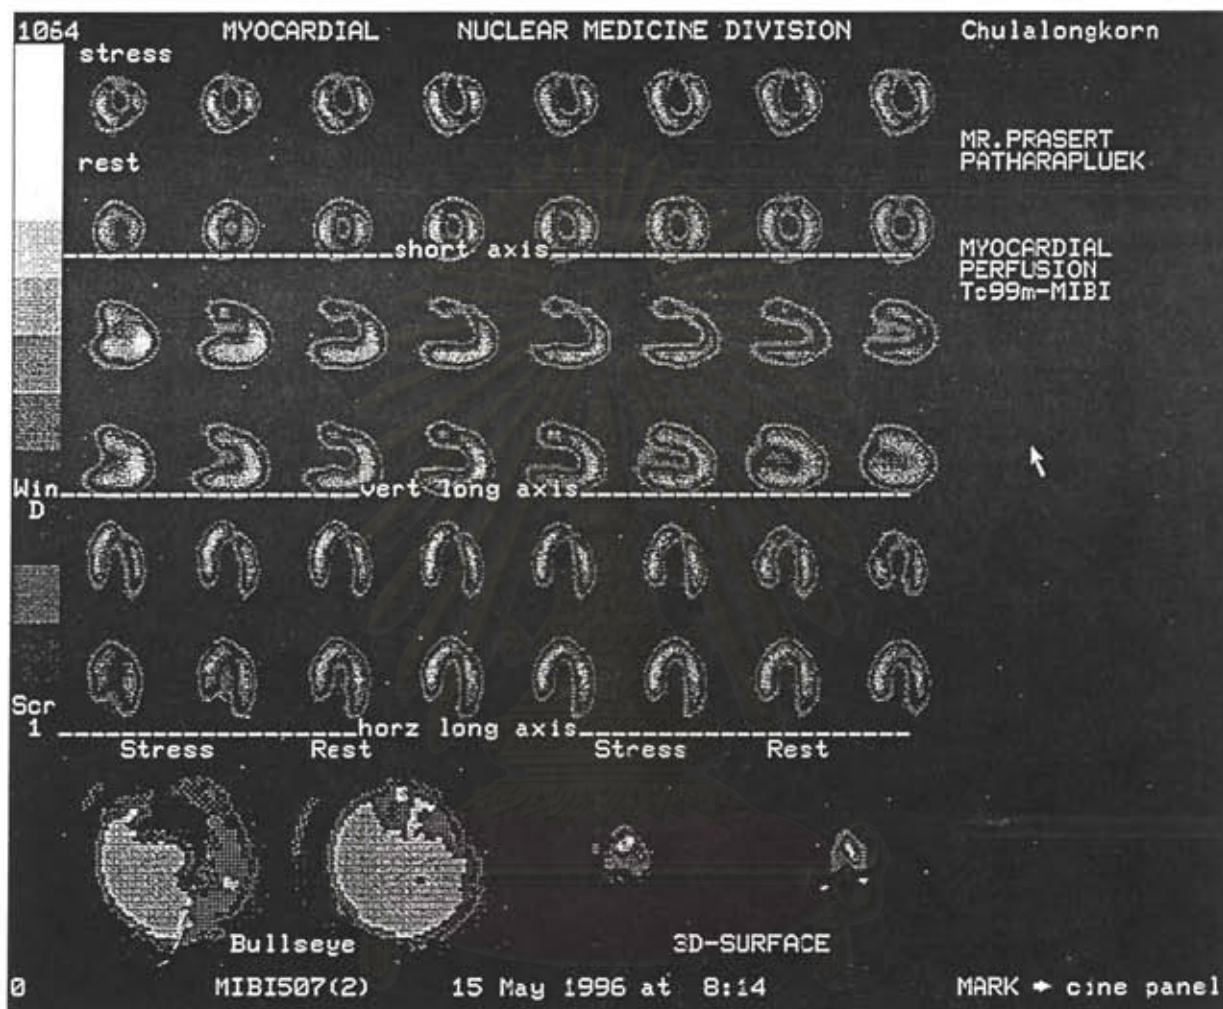 1064 MYOCARDIAL NUCLEAR MEDICINE DIVISION Chulalongkorn
stress
MR.PRASERT
PATHARAPLUEK
rest
short axis
MYOCARDIAL
PERFUSION
Tc99m-MIBI
Win vert long axis
D
Scr
1 horz long axis
Stress Rest Stress Rest
Bullseye 3D-SURFACE
0 MIBI507(2) 15 May 1996 at 8:14 MARK → cine panel